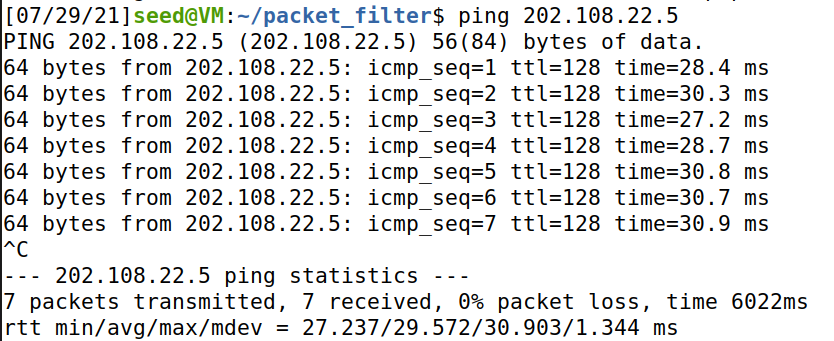 [07/29/21]seed@VM:~/packet_filter$ ping 202.108.22.5
PING 202.108.22.5 (202.108.22.5) 56(84) bytes of data.
64 bytes from 202.108.22.5: icmp_seq=1 ttl=128 time=28.4 ms
64 bytes from 202.108.22.5: icmp_seq=2 ttl=128 time=30.3 ms
64 bytes from 202.108.22.5: icmp_seq=3 ttl=128 time=27.2 ms
64 bytes from 202.108.22.5: icmp_seq=4 ttl=128 time=28.7 ms
64 bytes from 202.108.22.5: icmp_seq=5 ttl=128 time=30.8 ms
64 bytes from 202.108.22.5: icmp_seq=6 ttl=128 time=30.7 ms
64 bytes from 202.108.22.5: icmp_seq=7 ttl=128 time=30.9 ms
^C
--- 202.108.22.5 ping statistics ---
7 packets transmitted, 7 received, 0% packet loss, time 6022ms
rtt min/avg/max/mdev = 27.237/29.572/30.903/1.344 ms